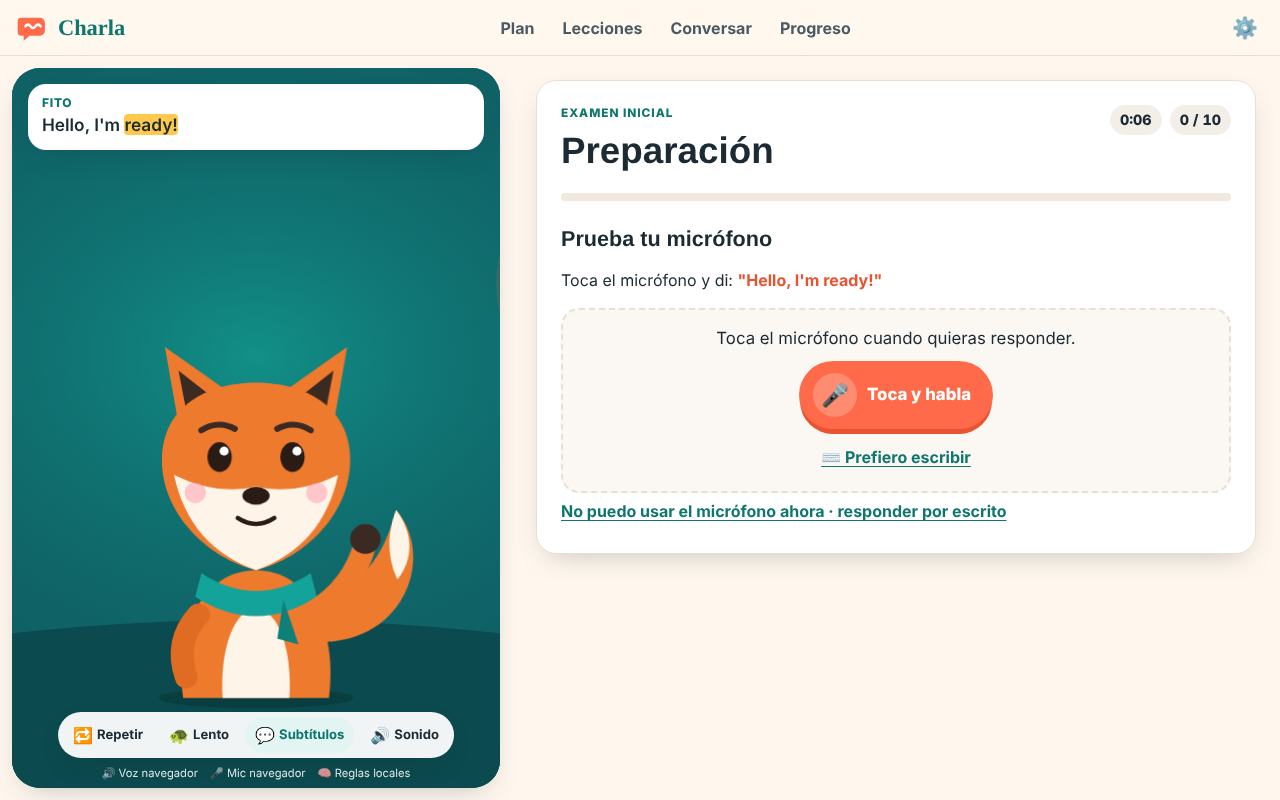 Charla
Plan
Lecciones
Conversar
Progreso
FITO
Hello, I'm ready!
EXAMEN INICIAL
0:06
0 / 10
Preparación
Prueba tu micrófono
Toca el micrófono y di: "Hello, I'm ready!"
Toca el micrófono cuando quieras responder.
Toca y habla
Prefiero escribir
No puedo usar el micrófono ahora · responder por escrito
Repetir
Lento
Subtítulos
Sonido
Voz navegador
Mic navegador
Reglas locales